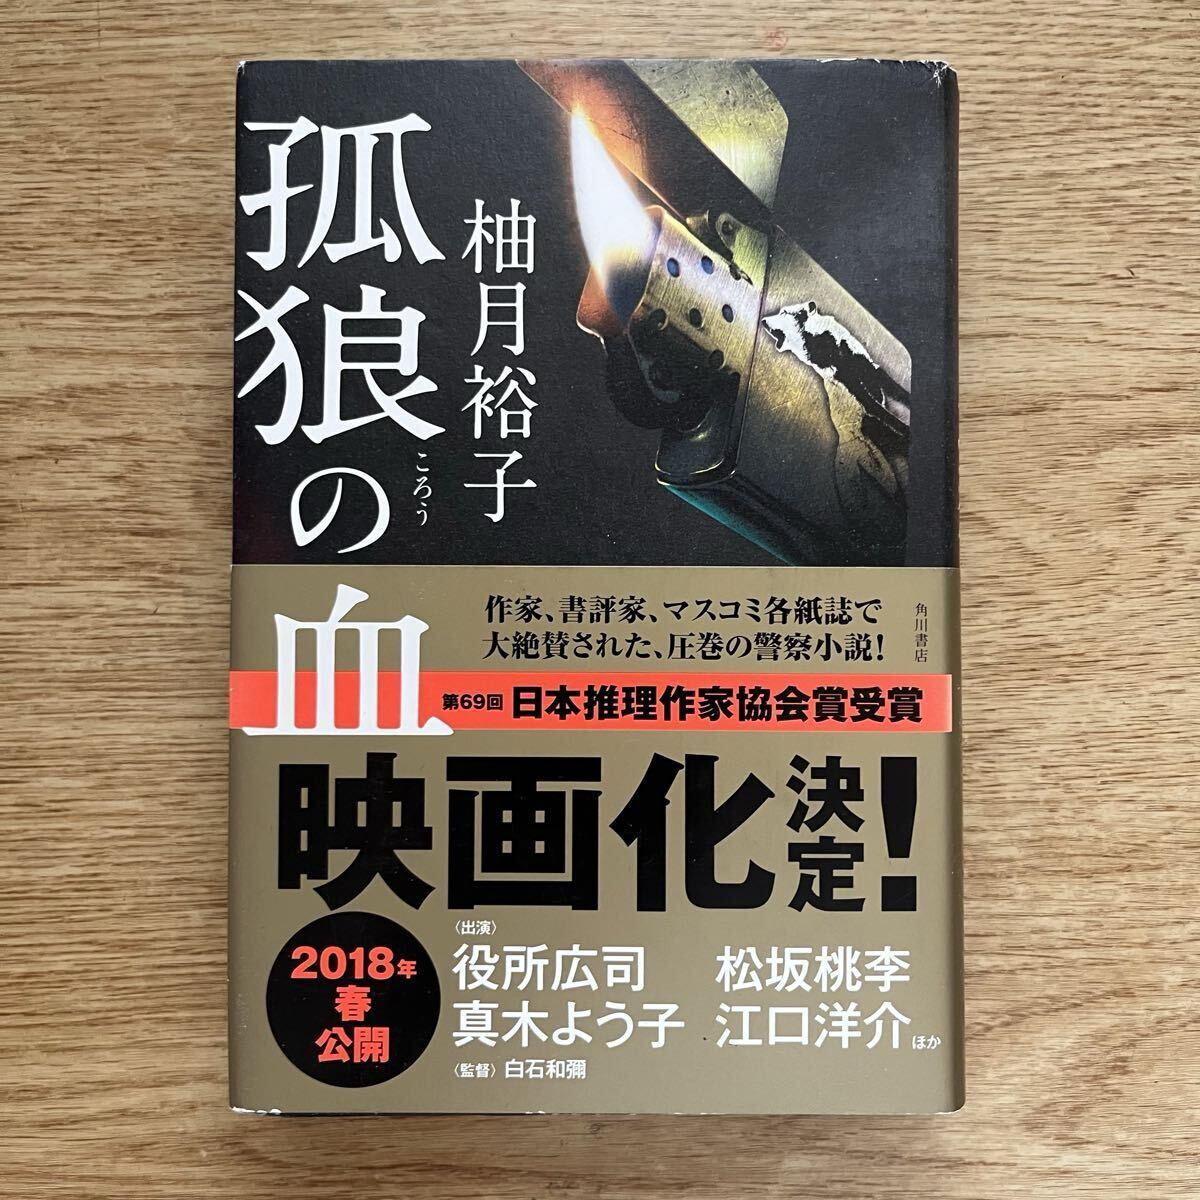 孤狼の血
ころう
柚月裕子
作家、書評家、マスコミ各紙誌で
大絶賛された、圧巻の警察小説!
角川書店
第69回 日本推理作家協会賞受賞
映画化決定!
2018年
春
公開
〈出演〉
役所広司 松坂桃李
真木よう子 江口洋介 ほか
〈監督〉 白石和彌